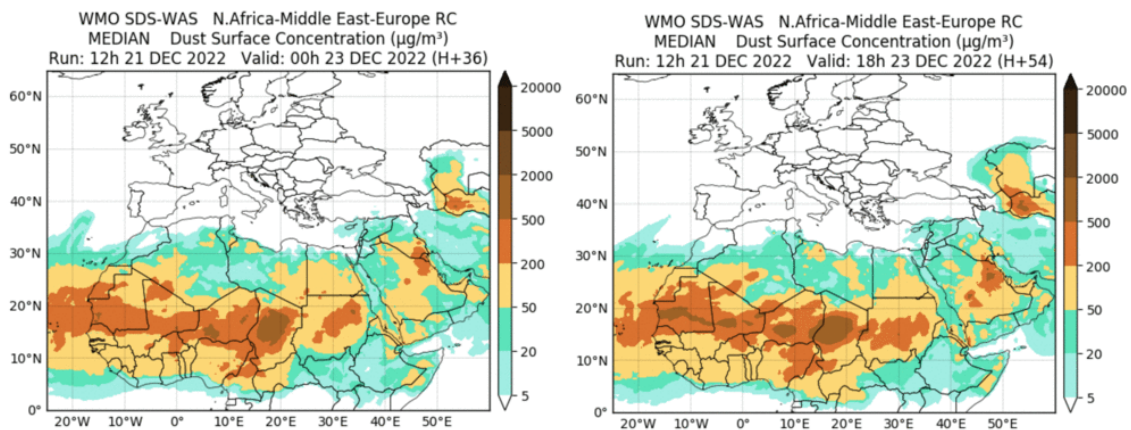 WMO SDS-WAS N.Africa-Middle East-Europe RC
MEDIAN Dust Surface Concentration (µg/m³)
Run: 12h 21 DEC 2022 Valid: 00h 23 DEC 2022 (H+36)
60°N
50°N
40°N
30°N
20°N
10°N
0°
20°W
10°W
0°
10°E
20°E
30°E
40°E
50°E
20000
5000
2000
500
200
50
20
5
WMO SDS-WAS N.Africa-Middle East-Europe RC
MEDIAN Dust Surface Concentration (µg/m³)
Run: 12h 21 DEC 2022 Valid: 18h 23 DEC 2022 (H+54)
60°N
50°N
40°N
30°N
20°N
10°N
0°
20°W
10°W
0°
10°E
20°E
30°E
40°E
50°E
20000
5000
2000
500
200
50
20
5